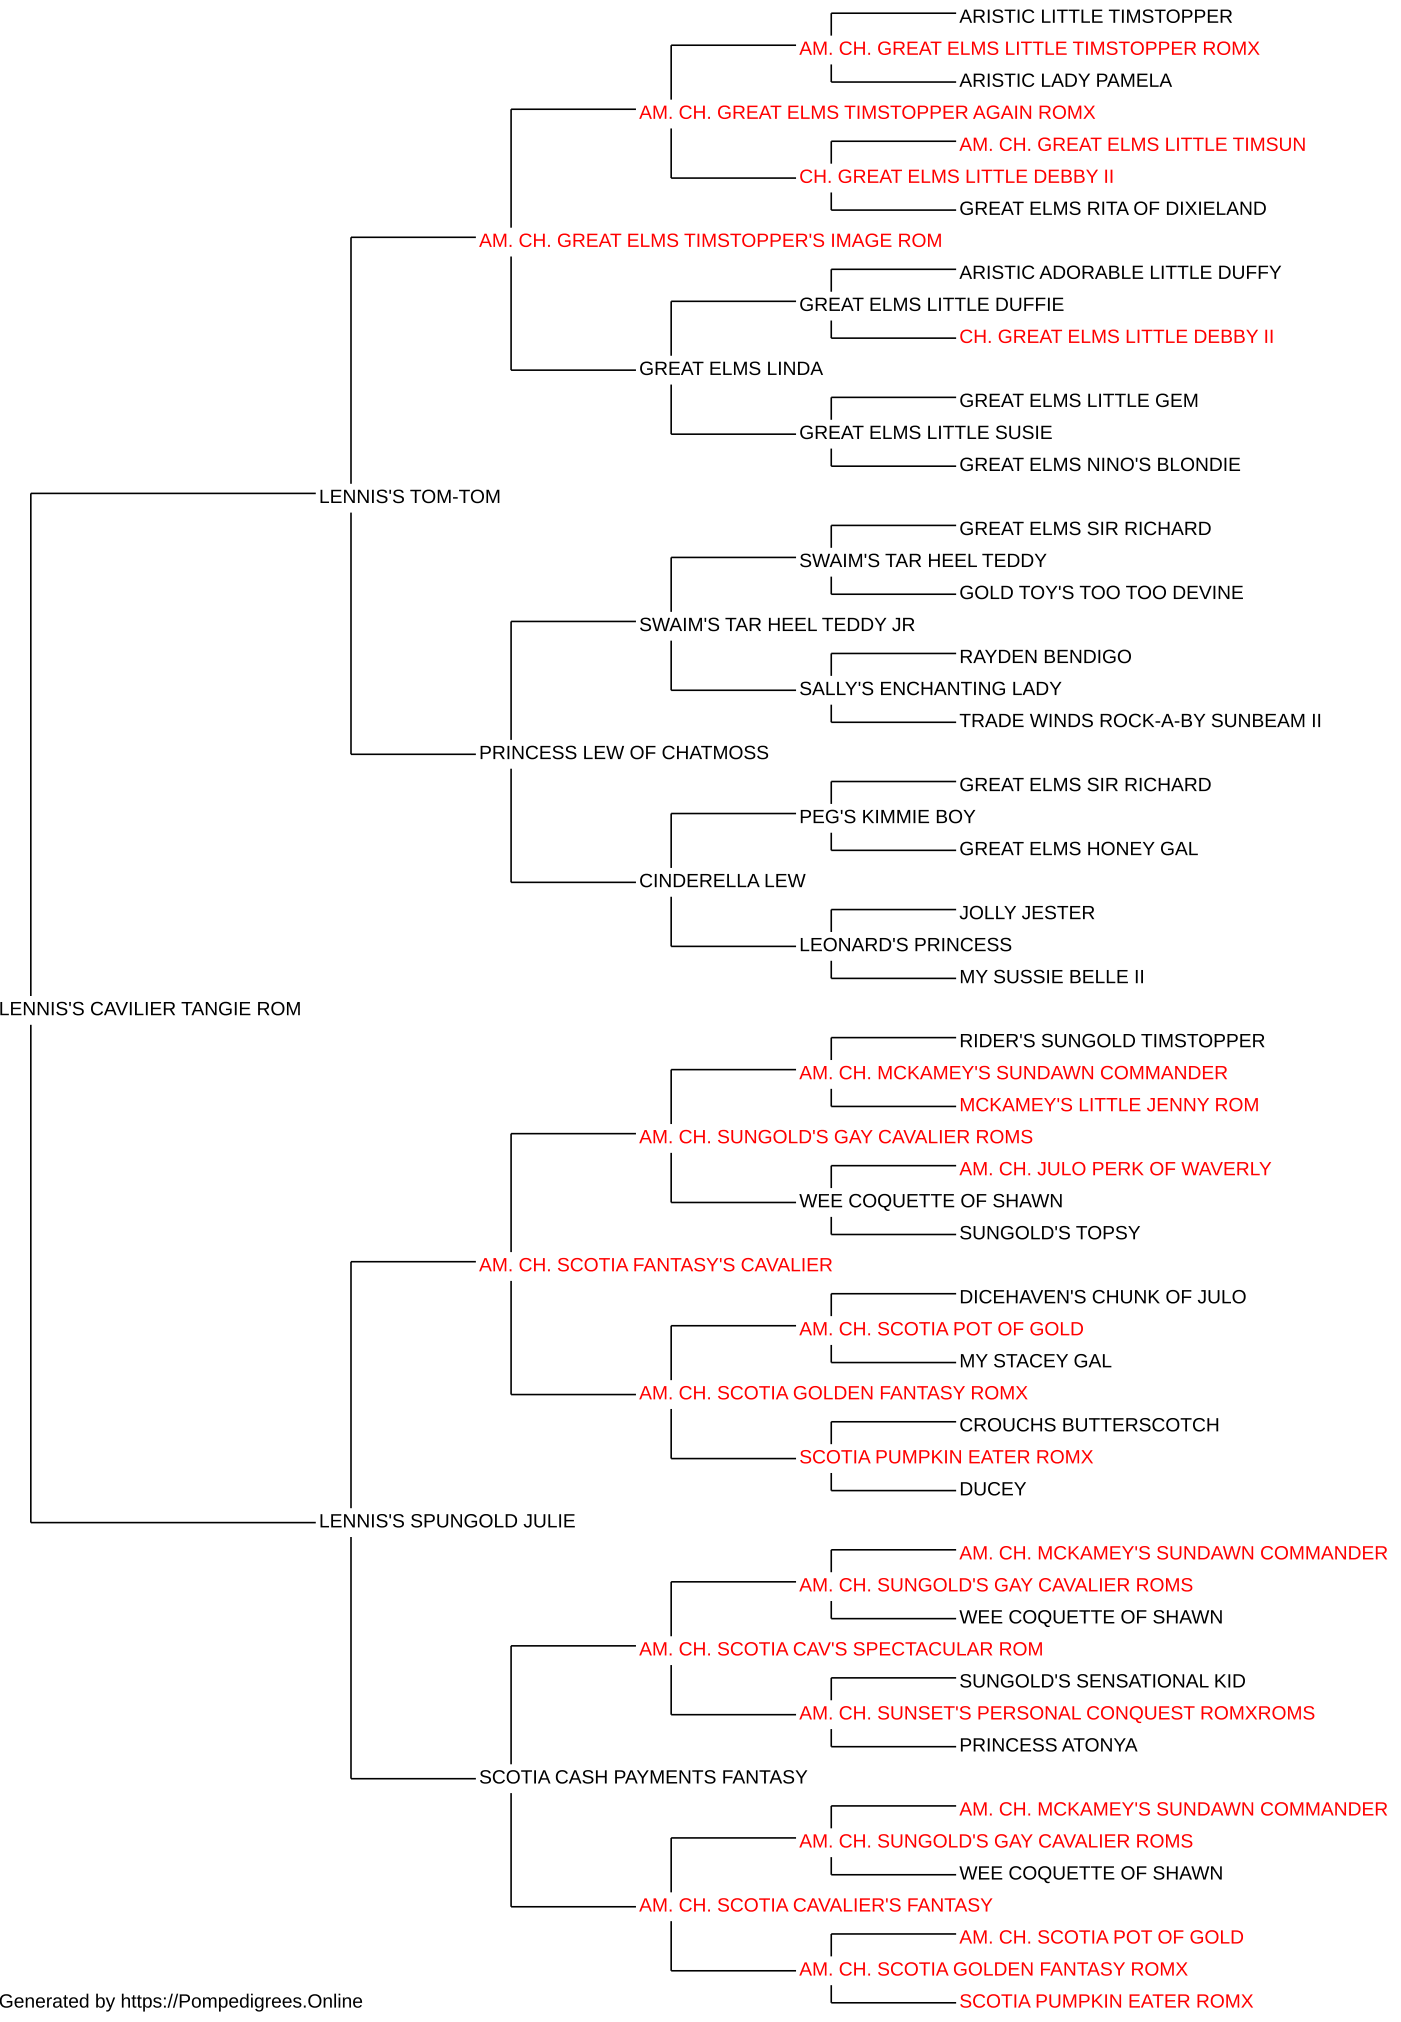 ARISTIC LITTLE TIMSTOPPER
AM. CH. GREAT ELMS LITTLE TIMSTOPPER ROMX
ARISTIC LADY PAMELA
AM. CH. GREAT ELMS TIMSTOPPER AGAIN ROMX
AM. CH. GREAT ELMS LITTLE TIMSUN
CH. GREAT ELMS LITTLE DEBBY II
GREAT ELMS RITA OF DIXIELAND
AM. CH. GREAT ELMS TIMSTOPPER'S IMAGE ROM
ARISTIC ADORABLE LITTLE DUFFY
GREAT ELMS LITTLE DUFFIE
CH. GREAT ELMS LITTLE DEBBY II
GREAT ELMS LINDA
GREAT ELMS LITTLE GEM
GREAT ELMS LITTLE SUSIE
GREAT ELMS NINO'S BLONDIE
LENNIS'S TOM-TOM
GREAT ELMS SIR RICHARD
SWAIM'S TAR HEEL TEDDY
GOLD TOY'S TOO TOO DEVINE
SWAIM'S TAR HEEL TEDDY JR
RAYDEN BENDIGO
SALLY'S ENCHANTING LADY
TRADE WINDS ROCK-A-BY SUNBEAM II
PRINCESS LEW OF CHATMOSS
GREAT ELMS SIR RICHARD
PEG'S KIMMIE BOY
GREAT ELMS HONEY GAL
CINDERELLA LEW
JOLLY JESTER
LEONARD'S PRINCESS
MY SUSSIE BELLE II
LENNIS'S CAVILIER TANGIE ROM
RIDER'S SUNGOLD TIMSTOPPER
AM. CH. MCKAMEY'S SUNDAWN COMMANDER
MCKAMEY'S LITTLE JENNY ROM
AM. CH. SUNGOLD'S GAY CAVALIER ROMS
AM. CH. JULO PERK OF WAVERLY
WEE COQUETTE OF SHAWN
SUNGOLD'S TOPSY
AM. CH. SCOTIA FANTASY'S CAVALIER
DICEHAVEN'S CHUNK OF JULO
AM. CH. SCOTIA POT OF GOLD
MY STACEY GAL
AM. CH. SCOTIA GOLDEN FANTASY ROMX
CROUCHS BUTTERSCOTCH
SCOTIA PUMPKIN EATER ROMX
DUCEY
LENNIS'S SPUNGOLD JULIE
AM. CH. MCKAMEY'S SUNDAWN COMMANDER
AM. CH. SUNGOLD'S GAY CAVALIER ROMS
WEE COQUETTE OF SHAWN
AM. CH. SCOTIA CAV'S SPECTACULAR ROM
SUNGOLD'S SENSATIONAL KID
AM. CH. SUNSET'S PERSONAL CONQUEST ROMXROMS
PRINCESS ATONYA
SCOTIA CASH PAYMENTS FANTASY
AM. CH. MCKAMEY'S SUNDAWN COMMANDER
AM. CH. SUNGOLD'S GAY CAVALIER ROMS
WEE COQUETTE OF SHAWN
AM. CH. SCOTIA CAVALIER'S FANTASY
AM. CH. SCOTIA POT OF GOLD
AM. CH. SCOTIA GOLDEN FANTASY ROMX
SCOTIA PUMPKIN EATER ROMX
Generated by https://Pompedigrees.Online